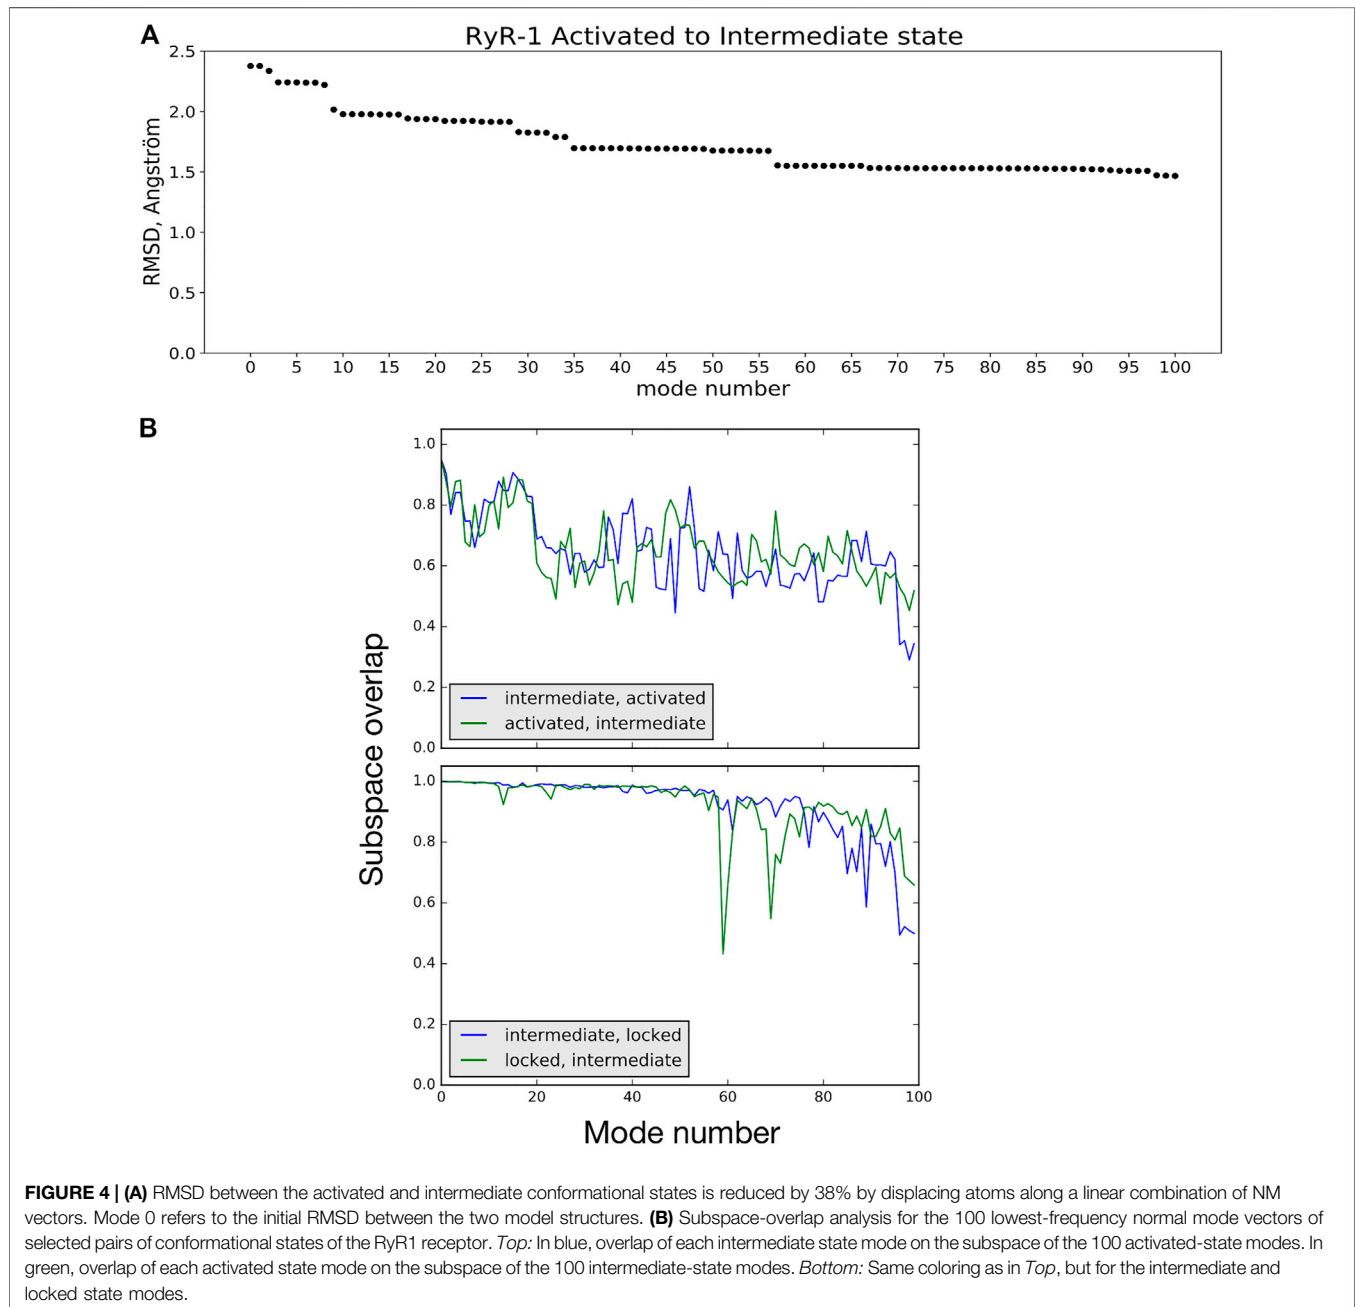 A
RyR-1 Activated to Intermediate state
2.5
2.0
1.5
1.0
0.5
0.0
RMSD, Angström
0 5 10 15 20 25 30 35 40 45 50 55 60 65 70 75 80 85 90 95 100
mode number
B
1.0
0.8
0.6
0.4
0.2
0.0
intermediate, activated
activated, intermediate
Subspace overlap
1.0
0.8
0.6
0.4
0.2
0.0
intermediate, locked
locked, intermediate
0 20 40 60 80 100
Mode number
FIGURE 4 | (A) RMSD between the activated and intermediate conformational states is reduced by 38% by displacing atoms along a linear combination of NM
vectors. Mode 0 refers to the initial RMSD between the two model structures. (B) Subspace-overlap analysis for the 100 lowest-frequency normal mode vectors of
selected pairs of conformational states of the RyR1 receptor. Top: In blue, overlap of each intermediate state mode on the subspace of the 100 activated-state modes. In
green, overlap of each activated state mode on the subspace of the 100 intermediate-state modes. Bottom: Same coloring as in Top, but for the intermediate and
locked state modes.